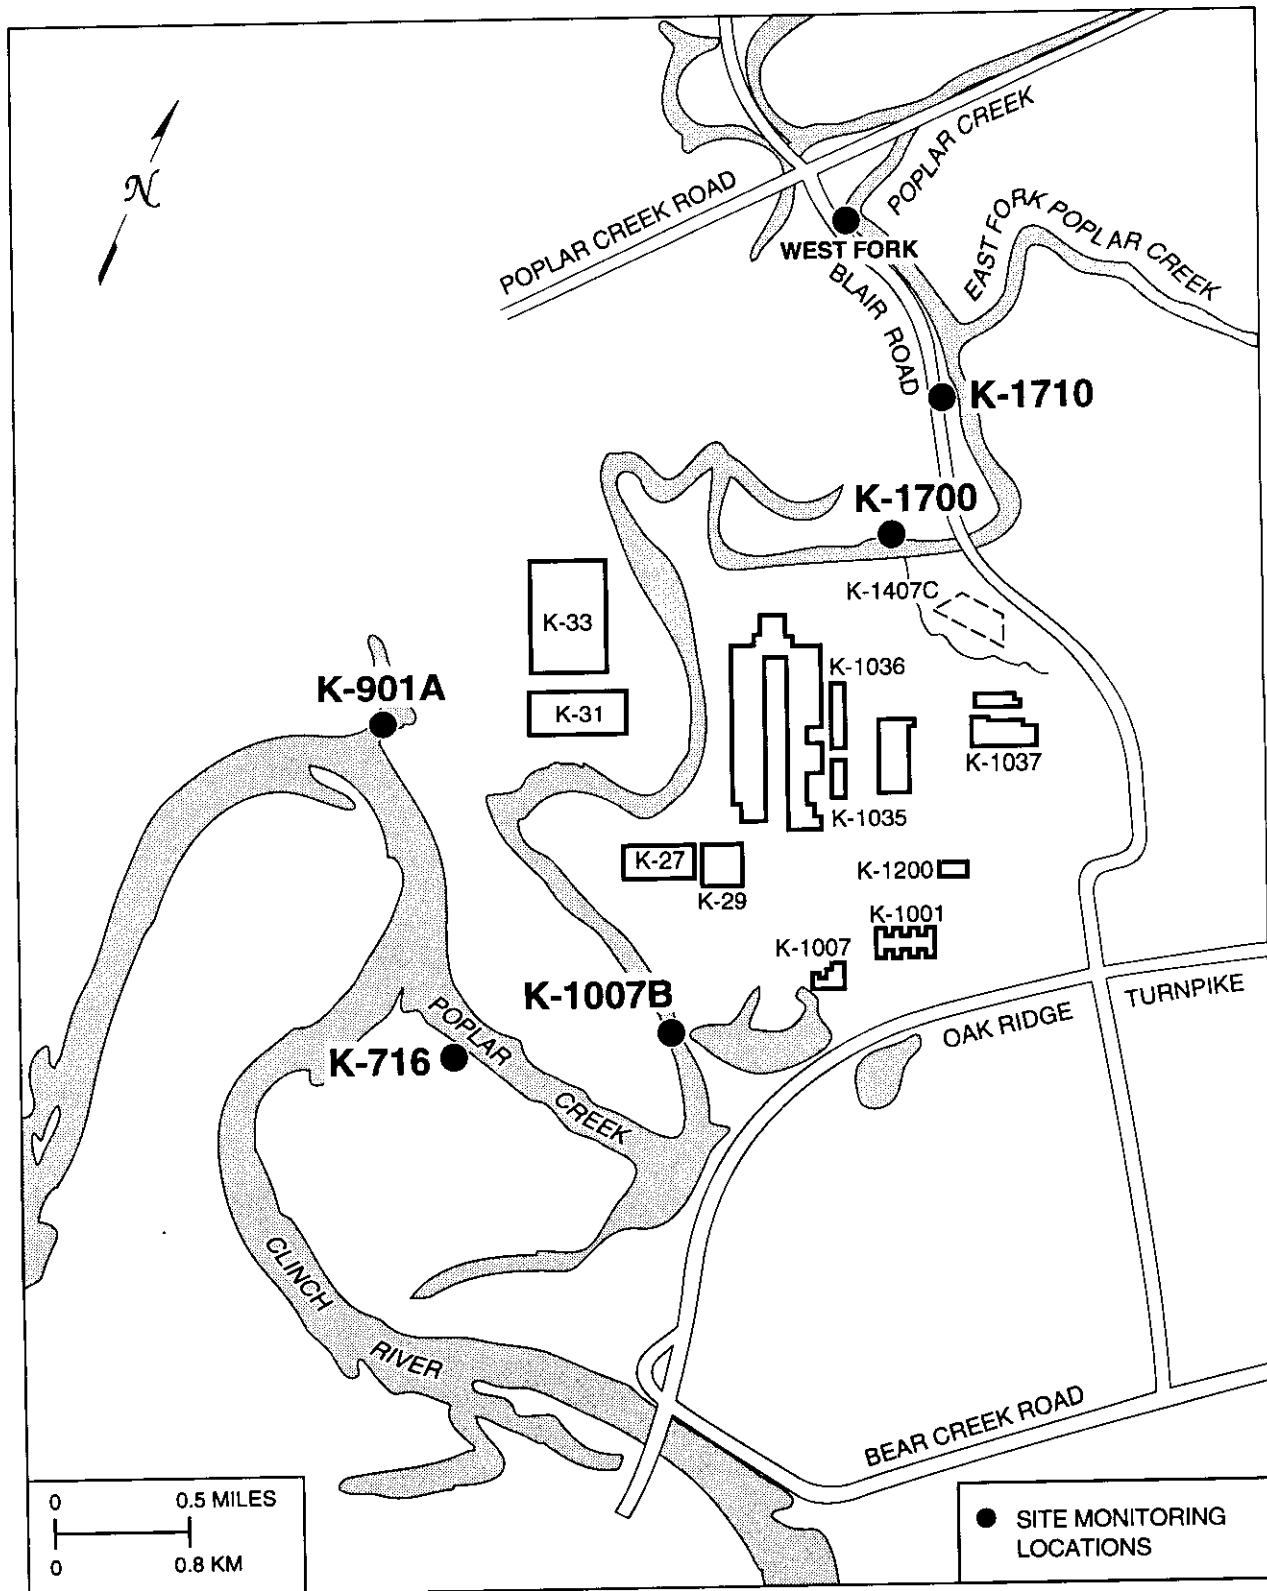 N
POPLAR CREEK ROAD
POPLAR CREEK
WEST FORK
EAST FORK POPLAR CREEK
BLAIR ROAD
K-1710
K-1700
K-1407C
K-33
K-1036
K-901A
K-31
K-1037
K-1035
K-27
K-29
K-1200
K-1001
K-1007
K-1007B
OAK RIDGE TURNPIKE
K-716
POPLAR CREEK
CLINCH RIVER
BEAR CREEK ROAD
0 0.5 MILES
0 0.8 KM
SITE MONITORING
LOCATIONS